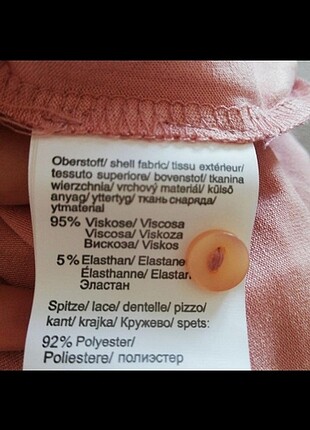 Oberstoff/ shell fabric/ tissu extérieur/
tessuto superiore/ bovenstof/ tkanina
wierzchnia/ vrchový materiál/ külső
anyag/ yttertyg/ ткань снаряда/
ytmateriaali
95% Viskose/ Viscosa
Viscosa/ Viskoza
Вискоза/ Viskos
5% Elasthan/ Elastane
Élasthanne/ Elastan
Эластан
Spitze/ lace/ dentelle/ pizzo/
kant/ krajka/ Кружево/ spets:
92% Polyester/
Poliestere/ полиэстер